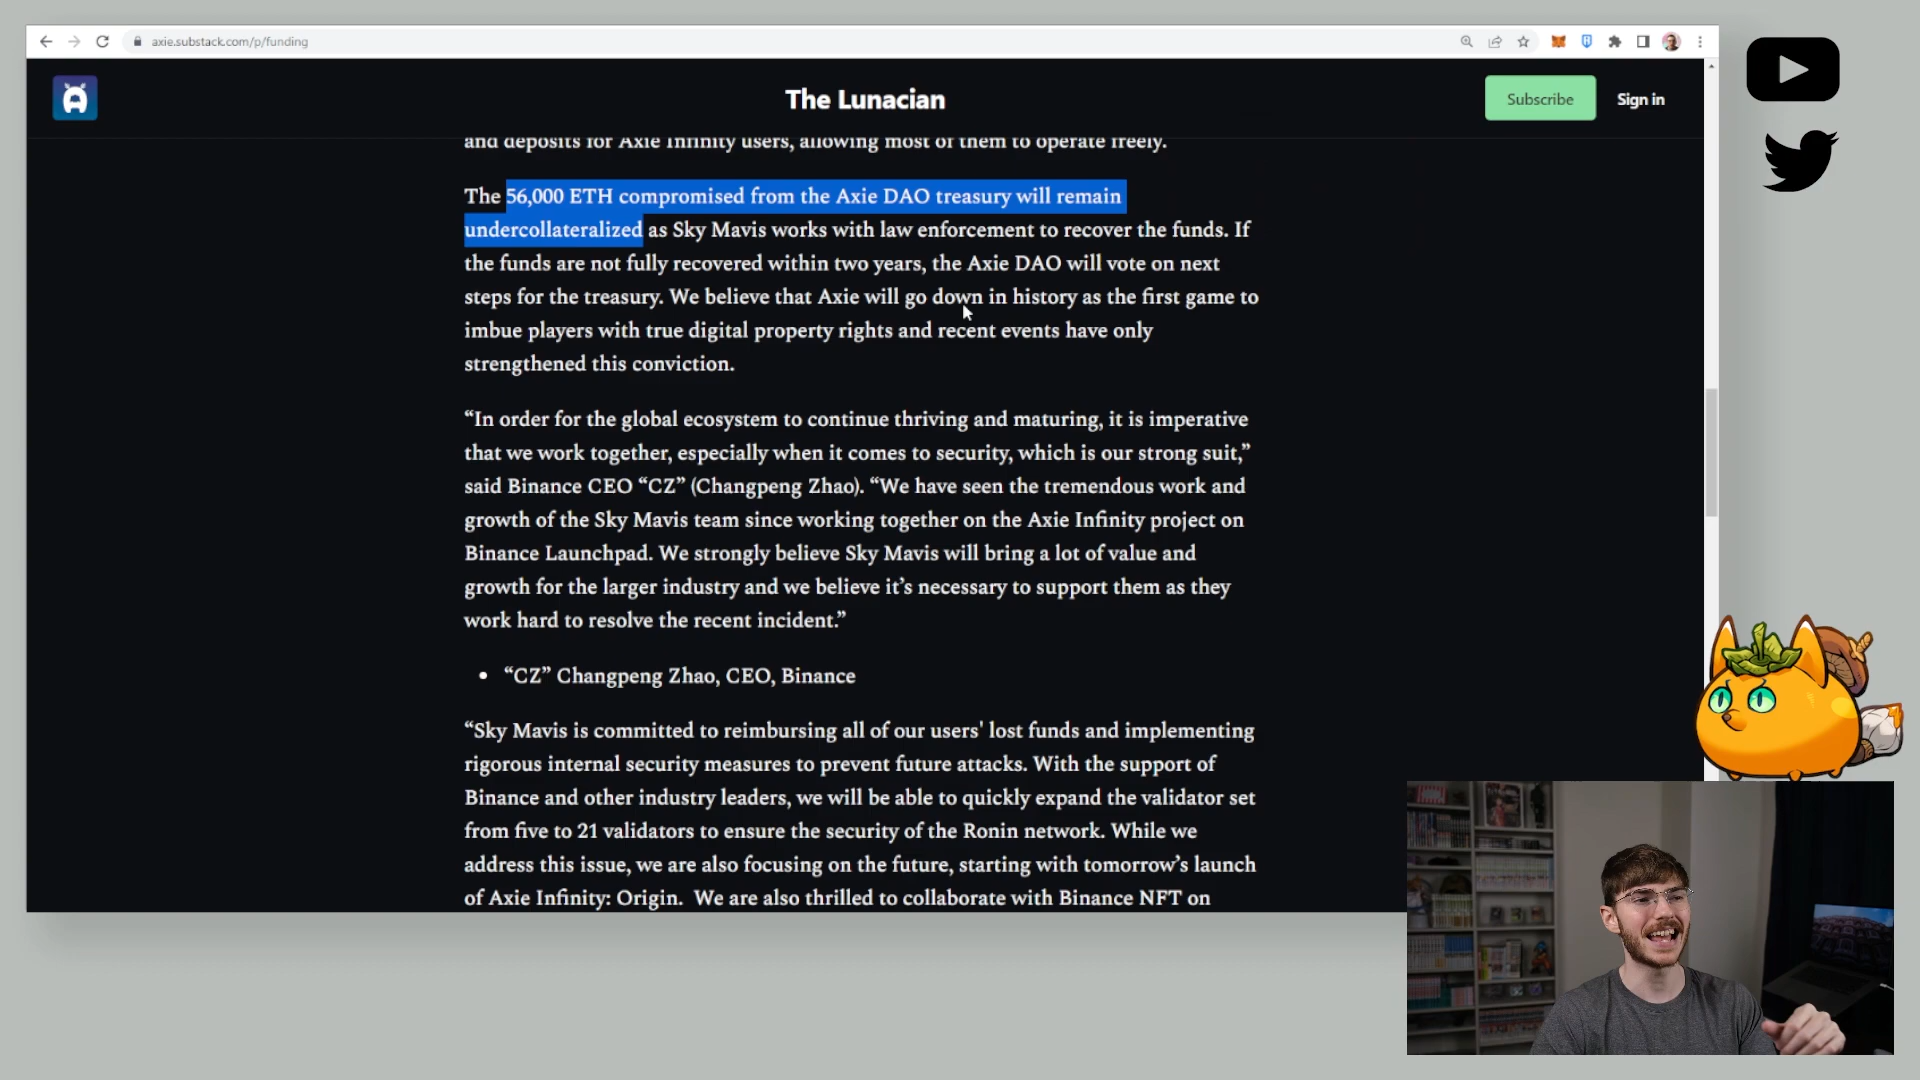 axie.substack.com/p/funding
The Lunacian
Subscribe
Sign in
and deposits for Axie Infinity users, allowing most of them to operate freely.
The 56,000 ETH compromised from the Axie DAO treasury will remain
undercollateralized as Sky Mavis works with law enforcement to recover the funds. If
the funds are not fully recovered within two years, the Axie DAO will vote on next
steps for the treasury. We believe that Axie will go down in history as the first game to
imbue players with true digital property rights and recent events have only
strengthened this conviction.
“In order for the global ecosystem to continue thriving and maturing, it is imperative
that we work together, especially when it comes to security, which is our strong suit,”
said Binance CEO “CZ” (Changpeng Zhao). “We have seen the tremendous work and
growth of the Sky Mavis team since working together on the Axie Infinity project on
Binance Launchpad. We strongly believe Sky Mavis will bring a lot of value and
growth for the larger industry and we believe it’s necessary to support them as they
work hard to resolve the recent incident.”
• “CZ” Changpeng Zhao, CEO, Binance
“Sky Mavis is committed to reimbursing all of our users' lost funds and implementing
rigorous internal security measures to prevent future attacks. With the support of
Binance and other industry leaders, we will be able to quickly expand the validator set
from five to 21 validators to ensure the security of the Ronin network. While we
address this issue, we are also focusing on the future, starting with tomorrow’s launch
of Axie Infinity: Origin.  We are also thrilled to collaborate with Binance NFT on